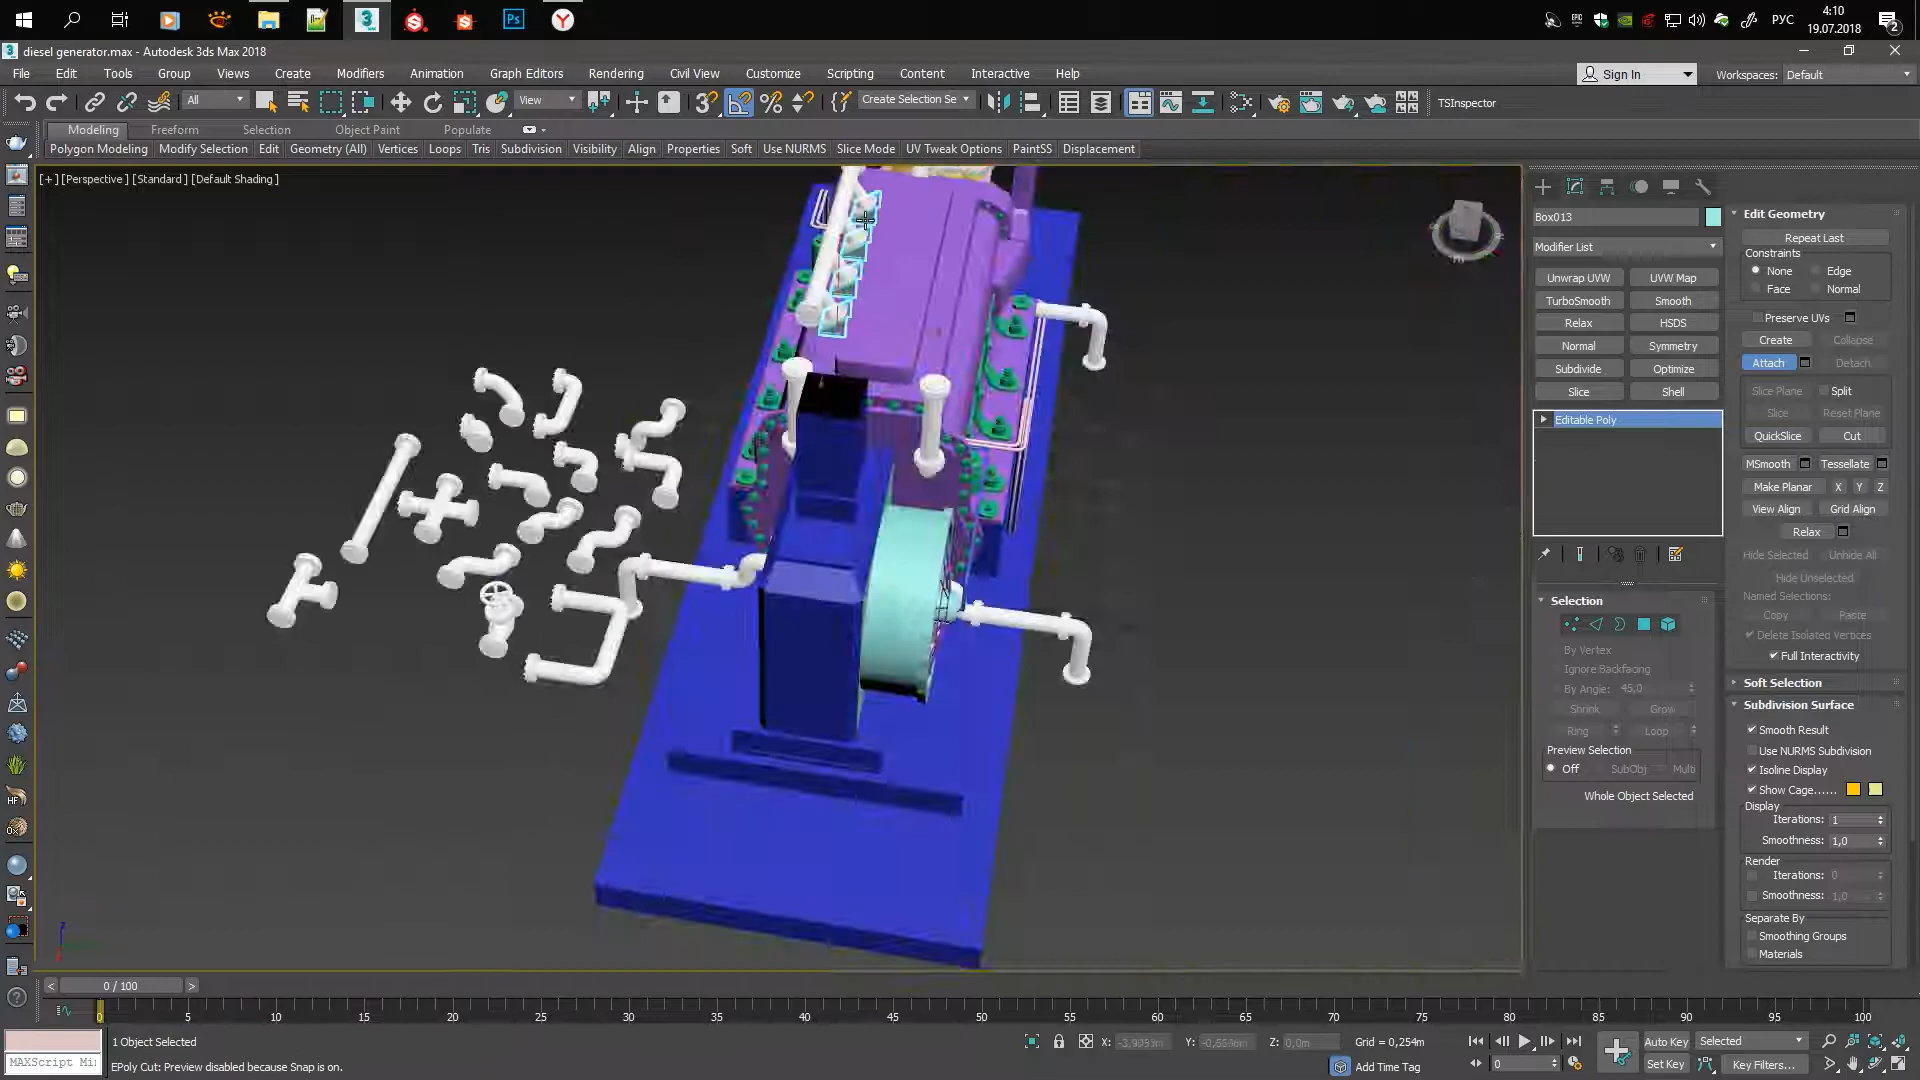 4:10
РУС
19.07.2018
2
diesel generator.max - Autodesk 3ds Max 2018
File Edit Tools Group Views Create Modifiers Animation Graph Editors Rendering Civil View Customize Scripting Content Interactive Help
Sign In
Workspaces: Default
All
View
Create Selection Se
TSInspector
Modeling Freeform Selection Object Paint Populate
Polygon Modeling Modify Selection Edit Geometry (All) Vertices Loops Tris Subdivision Visibility Align Properties Soft Use NURMS Slice Mode UV Tweak Options PaintSS Displacement
[+] [Perspective] [Standard] [Default Shading]
Box013
Modifier List
Unwrap UVW UVW Map
TurboSmooth Smooth
Relax HSDS
Normal Symmetry
Subdivide Optimize
Slice Shell
Editable Poly
Selection
By Vertex
Ignore Backfacing
By Angle: 45,0
Shrink Grow
Ring Loop
Preview Selection
Off SubObj Multi
Whole Object Selected
Edit Geometry
Repeat Last
Constraints
None Edge
Face Normal
Preserve UVs
Create Collapse
Attach Detach
Slice Plane Split
Slice Reset Plane
QuickSlice Cut
MSmooth Tessellate
Make Planar X Y Z
View Align Grid Align
Relax
Hide Selected Unhide All
Hide Unselected
Named Selections:
Copy Paste
Delete Isolated Vertices
Full Interactivity
Soft Selection
Subdivision Surface
Smooth Result
Use NURMS Subdivision
Isoline Display
Show Cage......
Display
Iterations: 1
Smoothness: 1,0
Render
Iterations: 0
Smoothness: 1,0
Separate By
Smoothing Groups
Materials
< 0 / 100 >
0 5 10 15 20 25 30 35 40 45 50 55 60 65 70 75 80 85 90 95 100
1 Object Selected
X: Y: Z: 0,0m
Grid = 0,254m
Auto Key Selected
MAXScript Mi
EPoly Cut: Preview disabled because Snap is on.
Add Time Tag
0
Set Key Key Filters...